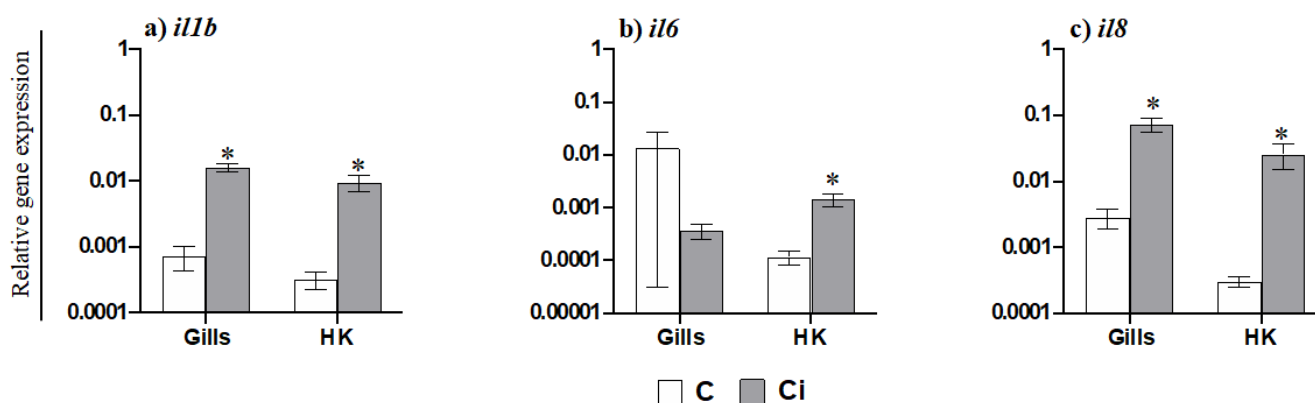 Relative gene expression
a) il1b
1
0.1
0.01
0.001
0.0001
* *
Gills HK
b) il6
1
0.1
0.01
0.001
0.0001
0.00001
*
Gills HK
c) il8
1
0.1
0.01
0.001
0.0001
* *
Gills HK
C Ci